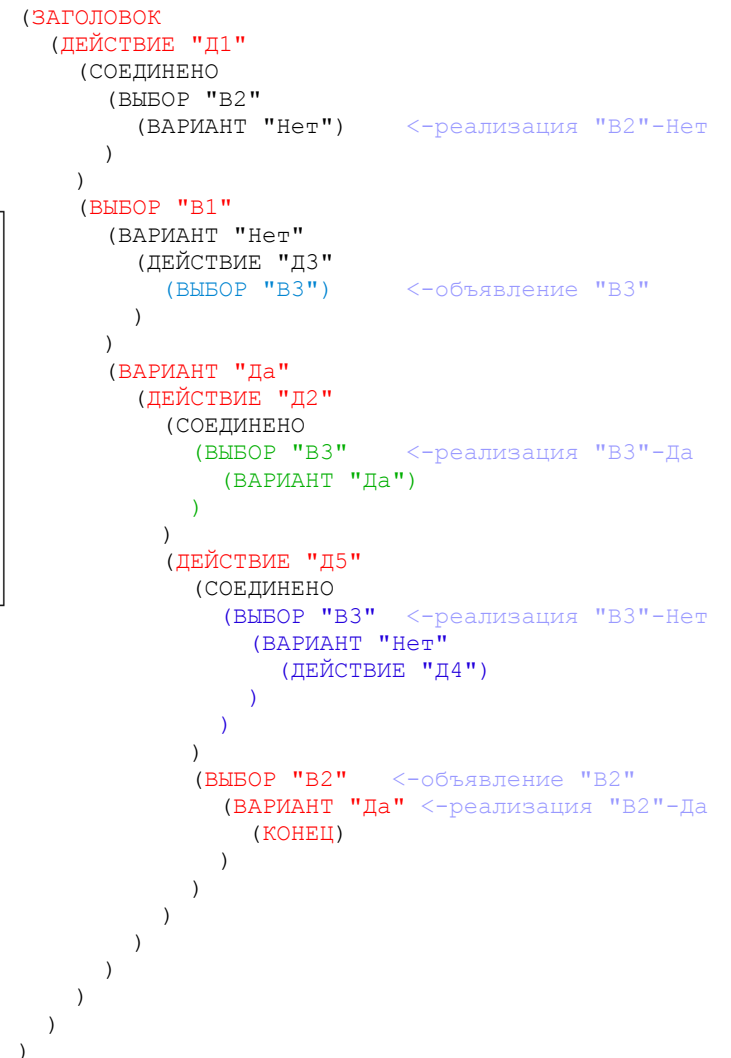 (ЗАГОЛОВОК
(ДЕЙСТВИЕ "Д1"
(СОЕДИНЕНО
(ВЫБОР "В2"
(ВАРИАНТ "Нет") <-реализация "В2"-Нет
)
)
(ВЫБОР "В1"
(ВАРИАНТ "Нет"
(ДЕЙСТВИЕ "Д3"
(ВЫБОР "В3") <-объявление "В3"
)
)
(ВАРИАНТ "Да"
(ДЕЙСТВИЕ "Д2"
(СОЕДИНЕНО
(ВЫБОР "В3" <-реализация "В3"-Да
(ВАРИАНТ "Да")
)
)
(ДЕЙСТВИЕ "Д5"
(СОЕДИНЕНО
(ВЫБОР "В3" <-реализация "В3"-Нет
(ВАРИАНТ "Нет"
(ДЕЙСТВИЕ "Д4")
)
)
)
(ВЫБОР "В2" <-объявление "В2"
(ВАРИАНТ "Да" <-реализация "В2"-Да
(КОНЕЦ)
)
)
)
)
)
)
)
)